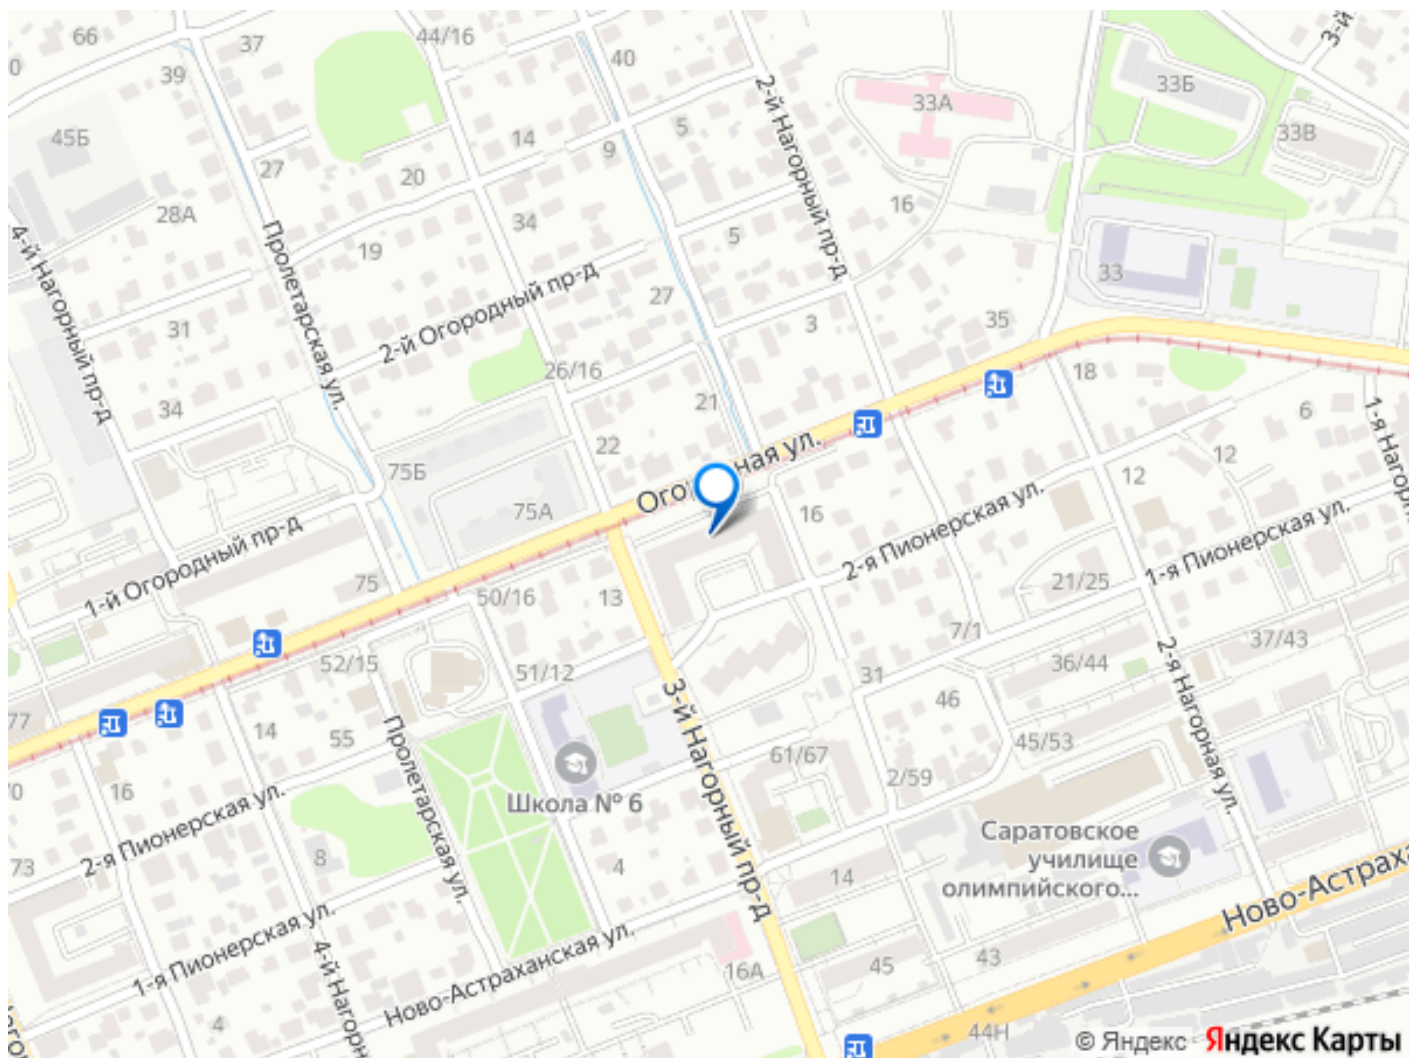 66
37
44/16
40
2-й Нагорный пр-д
33А
33Б
33В
3-й
39
45Б
14
5
9
27
20
28А
34
16
19
5
4-й Нагорный пр-д
Пролетарская ул.
2-й Огородный пр-д
27
33
31
3
35
26/16
18
34
21
6
1-я Нагорн
22
75Б
12
12
75А
16
2-я Пионерская ул.
1-я Пионерская ул.
1-й Огородный пр-д
75
50/16
13
21/25
7/1
37/43
52/15
51/12
36/44
31
2-я Нагорная ул.
77
14
55
3-й Нагорный пр-д
46
45/53
61/67
2/59
70
16
Пролетарская ул.
Школа № 6
2-я Пионерская ул.
73
8
4
14
Саратовское
училище
олимпийского...
Ново-Астраха
1-я Пионерская ул.
4-й Нагорн
Ново-Астраханская ул.
16А
45
43
4
44Н
© Яндекс Яндекс Карты